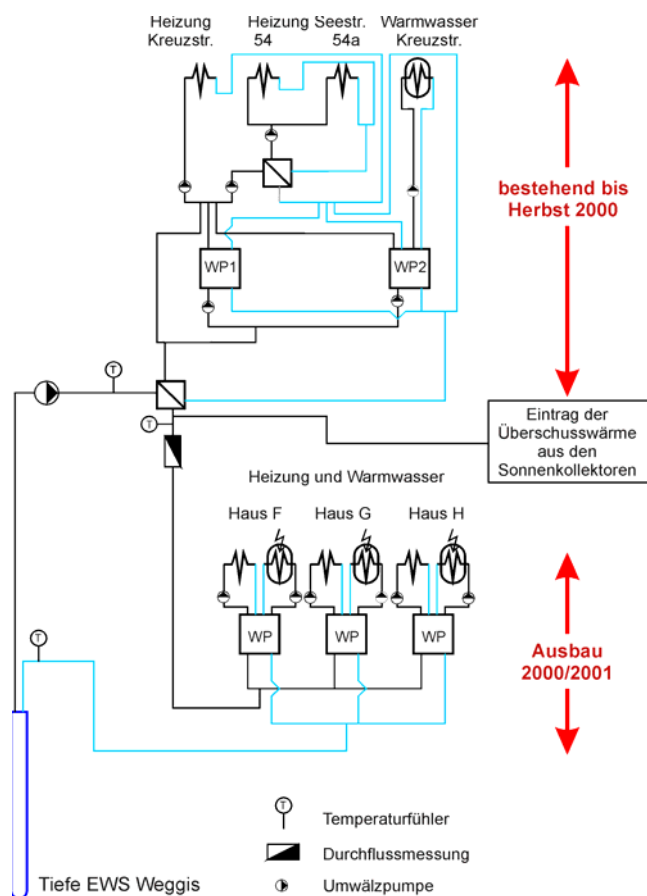 Heizung
Kreuzstr.
Heizung Seestr.
54 54a
Warmwasser
Kreuzstr.
bestehend bis
Herbst 2000
WP1
WP2
T
T
Eintrag der
Überschusswärme
aus den
Sonnenkollektoren
Heizung und Warmwasser
Haus F
Haus G
Haus H
WP
WP
WP
T
Ausbau
2000/2001
T
Temperaturfühler
Durchflussmessung
Tiefe EWS Weggis
Umwälzpumpe